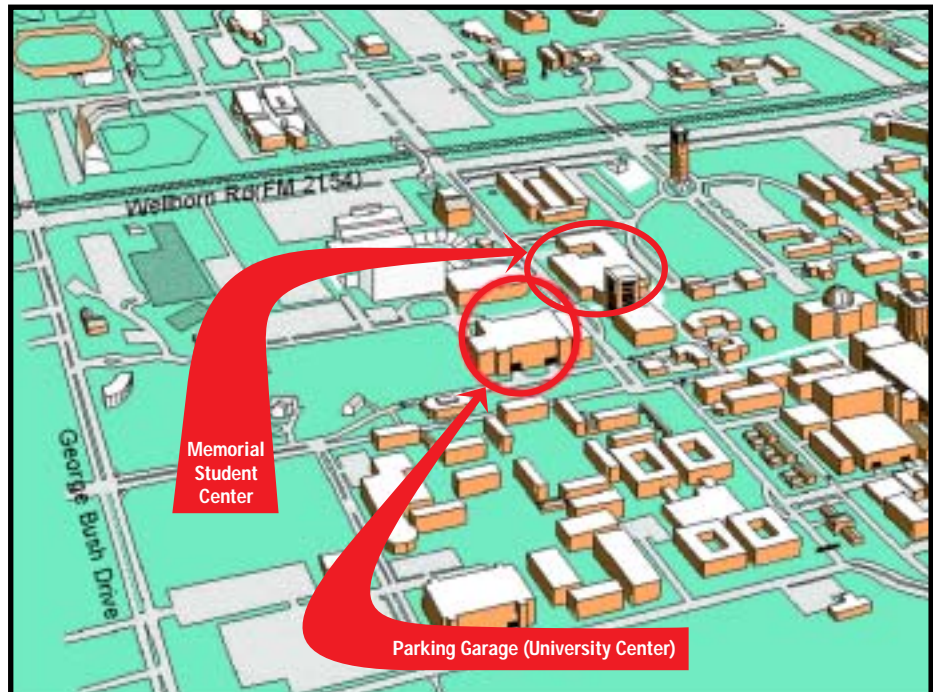 Wellborn Rd(FM 2154)
Memorial
Student
Center
George Bush Drive
Parking Garage (University Center)